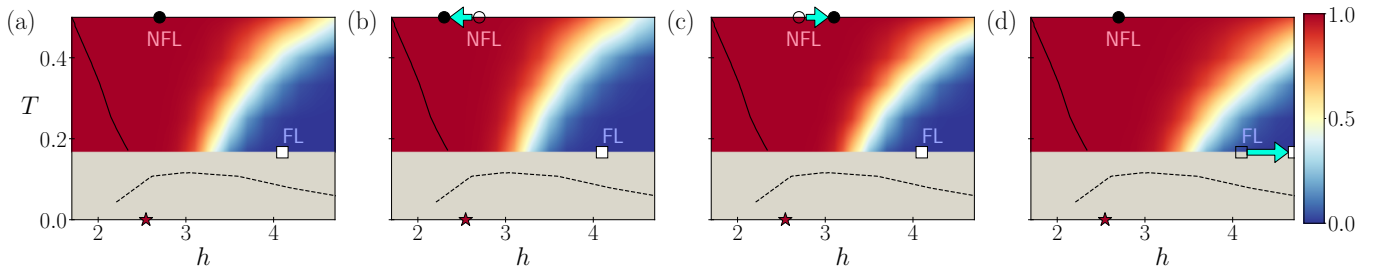 (a) (b) (c) (d)
NFL NFL NFL NFL 1.0
0.4
T 0.5
FL FL FL FL
0.2
0.0 0.0
2 3 4 2 3 4 2 3 4 2 3 4
h h h h